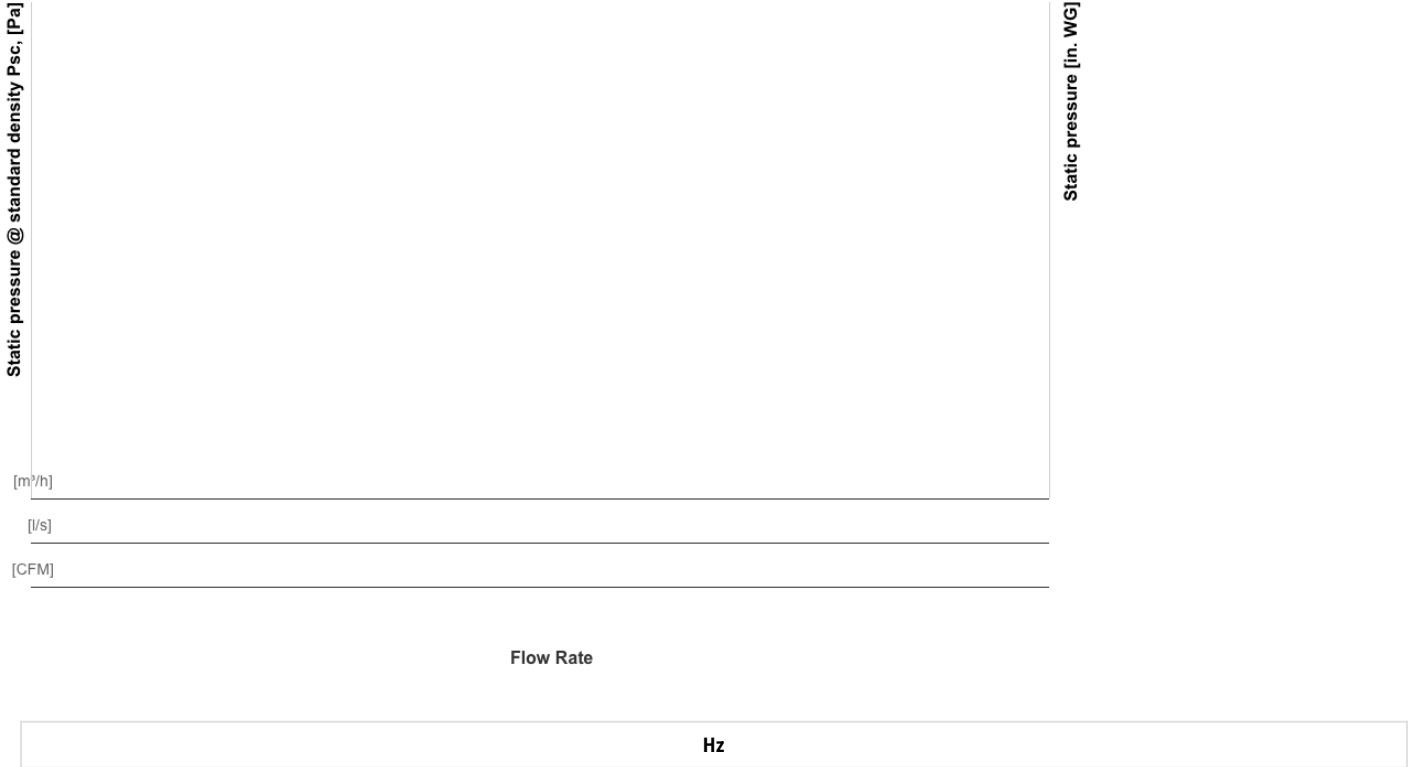 Static pressure @ standard density Psc, [Pa]
Static pressure [in. WG]
[m³/h]
[l/s]
[CFM]
Flow Rate
Hz